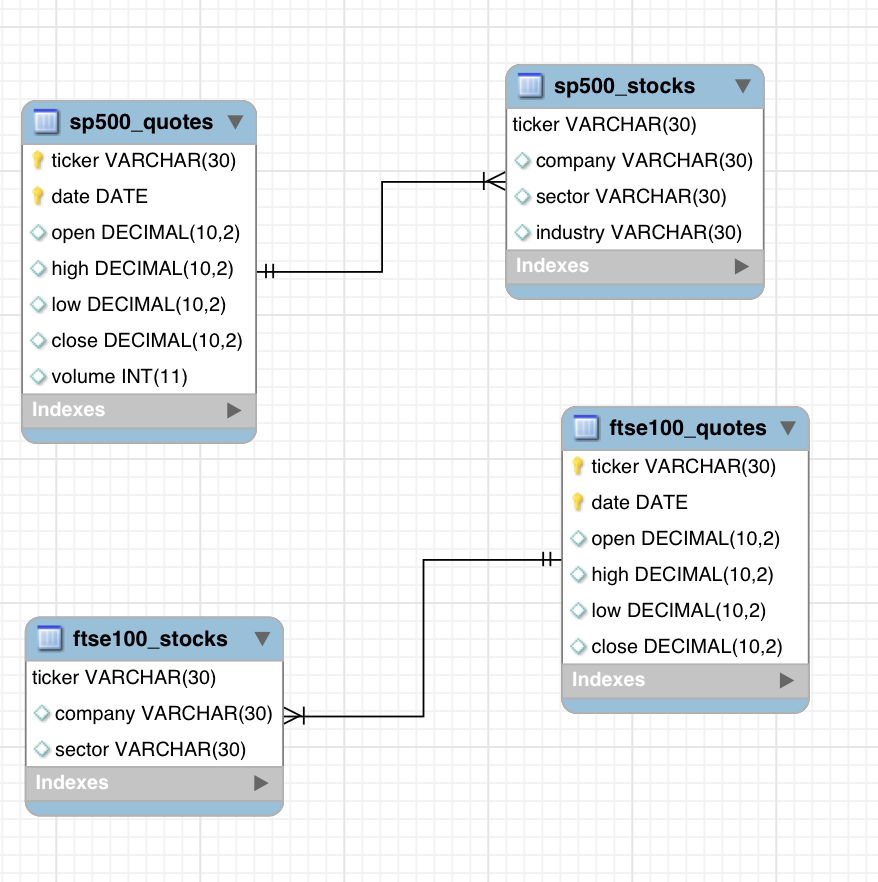 sp500_quotes
ticker VARCHAR(30)
date DATE
open DECIMAL(10,2)
high DECIMAL(10,2)
low DECIMAL(10,2)
close DECIMAL(10,2)
volume INT(11)
Indexes
sp500_stocks
ticker VARCHAR(30)
company VARCHAR(30)
sector VARCHAR(30)
industry VARCHAR(30)
Indexes
ftse100_quotes
ticker VARCHAR(30)
date DATE
open DECIMAL(10,2)
high DECIMAL(10,2)
low DECIMAL(10,2)
close DECIMAL(10,2)
Indexes
ftse100_stocks
ticker VARCHAR(30)
company VARCHAR(30)
sector VARCHAR(30)
Indexes